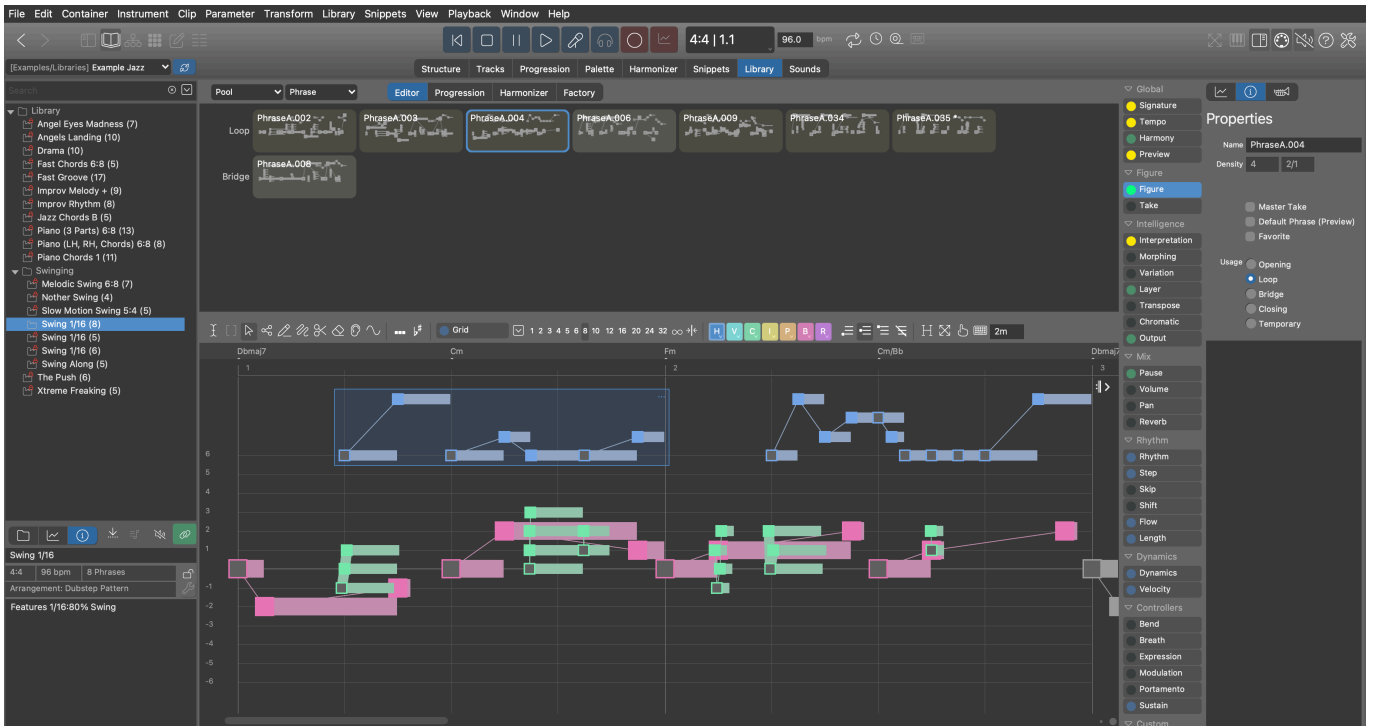 File Edit Container Instrument Clip Parameter Transform Library Snippets View Playback Window Help
4:4 | 1.1 96.0 bpm
[Examples/Libraries] Example Jazz
Structure Tracks Progression Palette Harmonizer Snippets Library Sounds
Search
Pool Phrase Editor Progression Harmonizer Factory
Library
Angel Eyes Madness (7)
Angels Landing (10)
Drama (10)
Fast Chords 6:8 (5)
Fast Groove (17)
Improv Melody + (9)
Improv Rhythm (8)
Jazz Chords B (5)
Piano (3 Parts) 6:8 (13)
Piano (LH, RH, Chords) 6:8 (8)
Piano Chords 1 (11)
Swinging
Melodic Swing 6:8 (7)
Nother Swing (4)
Slow Motion Swing 5:4 (5)
Swing 1/16 (8)
Swing 1/16 (5)
Swing 1/16 (6)
Swing Along (5)
The Push (6)
Xtreme Freaking (5)
Swing 1/16
4:4 96 bpm 8 Phrases
Arrangement: Dubstep Pattern
Features 1/16:80% Swing
Loop
PhraseA.002 PhraseA.003 PhraseA.004 PhraseA.006 PhraseA.009 PhraseA.034 PhraseA.035 *
Bridge
PhraseA.008
Grid 1 2 3 4 5 6 8 10 12 16 20 24 32 ∞ H V C I P B R 2m
Dbmaj7 Cm Fm Cm/Bb Dbmaj7
1 2 3
6
5
4
3
2
1
-1
-2
-3
-4
-5
-6
Global
Signature
Tempo
Harmony
Preview
Figure
Figure
Take
Intelligence
Interpretation
Morphing
Variation
Layer
Transpose
Chromatic
Output
Mix
Pause
Volume
Pan
Reverb
Rhythm
Rhythm
Step
Skip
Shift
Flow
Length
Dynamics
Dynamics
Velocity
Controllers
Bend
Breath
Expression
Modulation
Portamento
Sustain
Custom
Properties
Name PhraseA.004
Density 4 2/1
Master Take
Default Phrase (Preview)
Favorite
Usage Opening
Loop
Bridge
Closing
Temporary